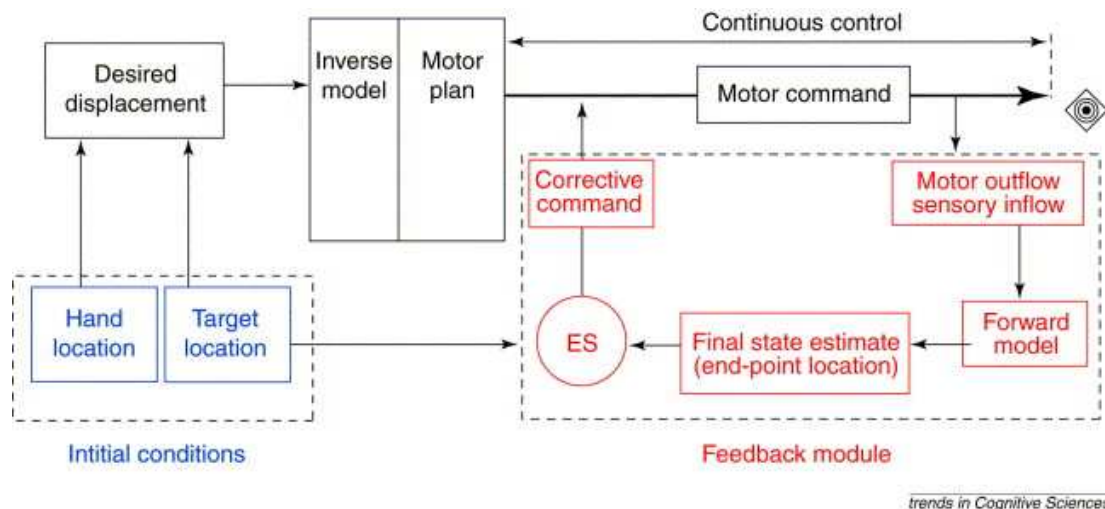 Continuous control
Desired
displacement
Inverse
model
Motor
plan
Motor command
Corrective
command
Motor outflow
sensory inflow
Hand
location
Target
location
ES
Final state estimate
(end-point location)
Forward
model
Intitial conditions
Feedback module
trends in Cognitive Sciences